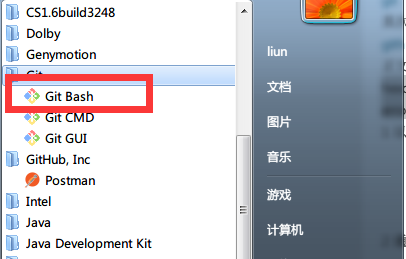 CS1.6build3248
Dolby
Genymotion
Git
Git Bash
Git CMD
Git GUI
GitHub, Inc
Postman
Intel
Java
Java Development Kit
liun
文档
图片
音乐
游戏
计算机